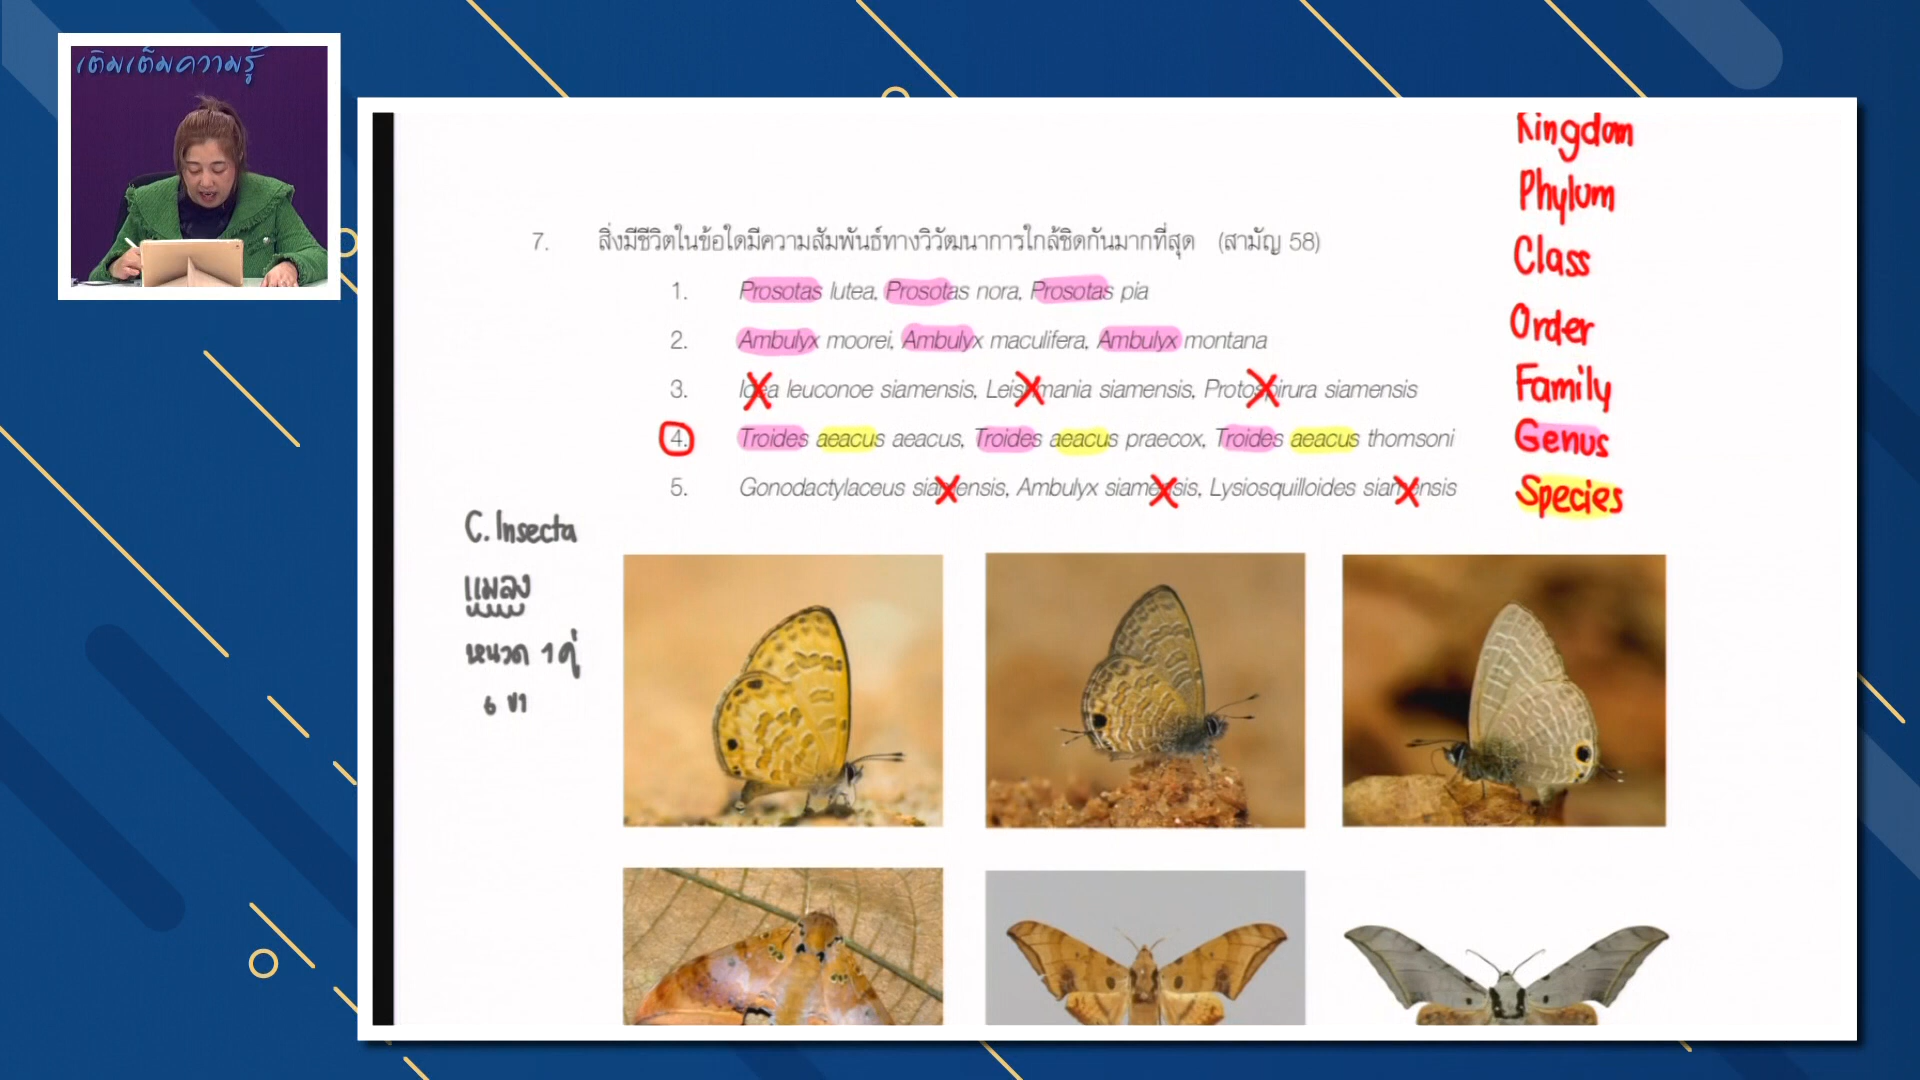 เติมเต็มความรู้
7. สิ่งมีชีวิตในข้อใดมีความสัมพันธ์ทางวิวัฒนาการใกล้ชิดกันมากที่สุด (สามัญ 58)
1. Prosotas lutea, Prosotas nora, Prosotas pia
2. Ambulyx moorei, Ambulyx maculifera, Ambulyx montana
3. Idea leuconoe siamensis, Leishmania siamensis, Protospirura siamensis
4. Troides aeacus aeacus, Troides aeacus praecox, Troides aeacus thomsoni
5. Gonodactylaceus siamensis, Ambulyx siamensis, Lysiosquilloides siamensis
Kingdom
Phylum
Class
Order
Family
Genus
Species
C. Insecta
แมลง
หนวด 1 คู่
6 ขา